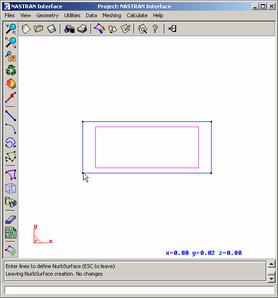 NASTRAN Interface Project: NASTRAN Interface
Files View Geometry Utilities Data Meshing Calculate Help
y
x
x=0.00 y=0.02 z=0.00
Enter lines to define NurbSurface (ESC to leave)
Leaving NurbSurface creation. No changes